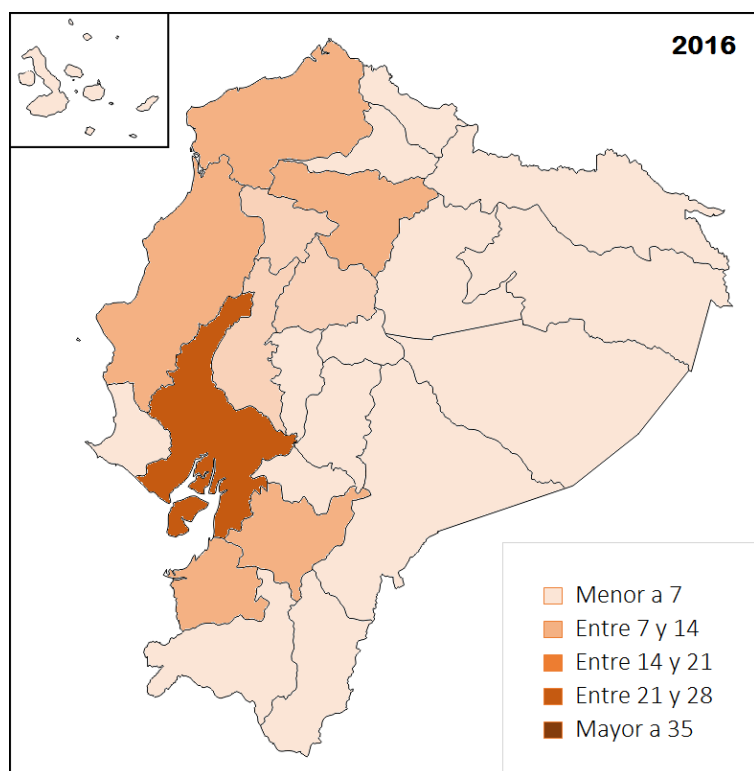 2016
Menor a 7
Entre 7 y 14
Entre 14 y 21
Entre 21 y 28
Mayor a 35